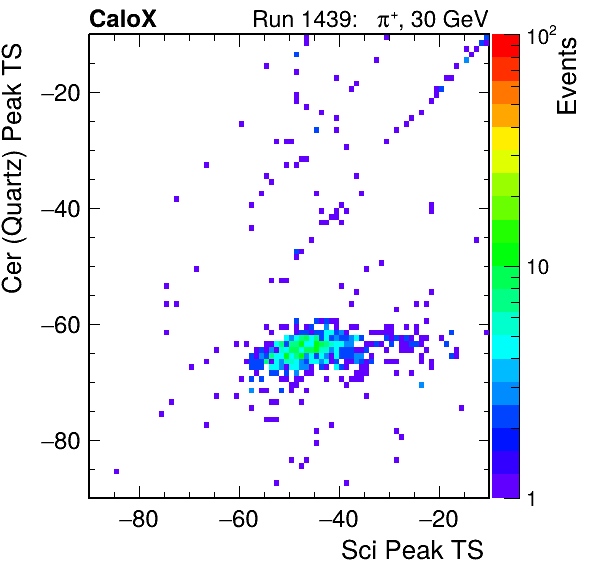 CaloX Run 1439: π⁺, 30 GeV
Cer (Quartz) Peak TS
−20
−40
−60
−80
−80 −60 −40 −20
Sci Peak TS
10²
10
1
Events